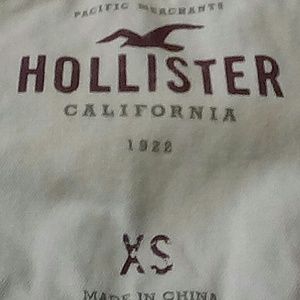 PACIFIC MERCHANTS
HOLLISTER
CALIFORNIA
1922
XS
MADE IN CHINA